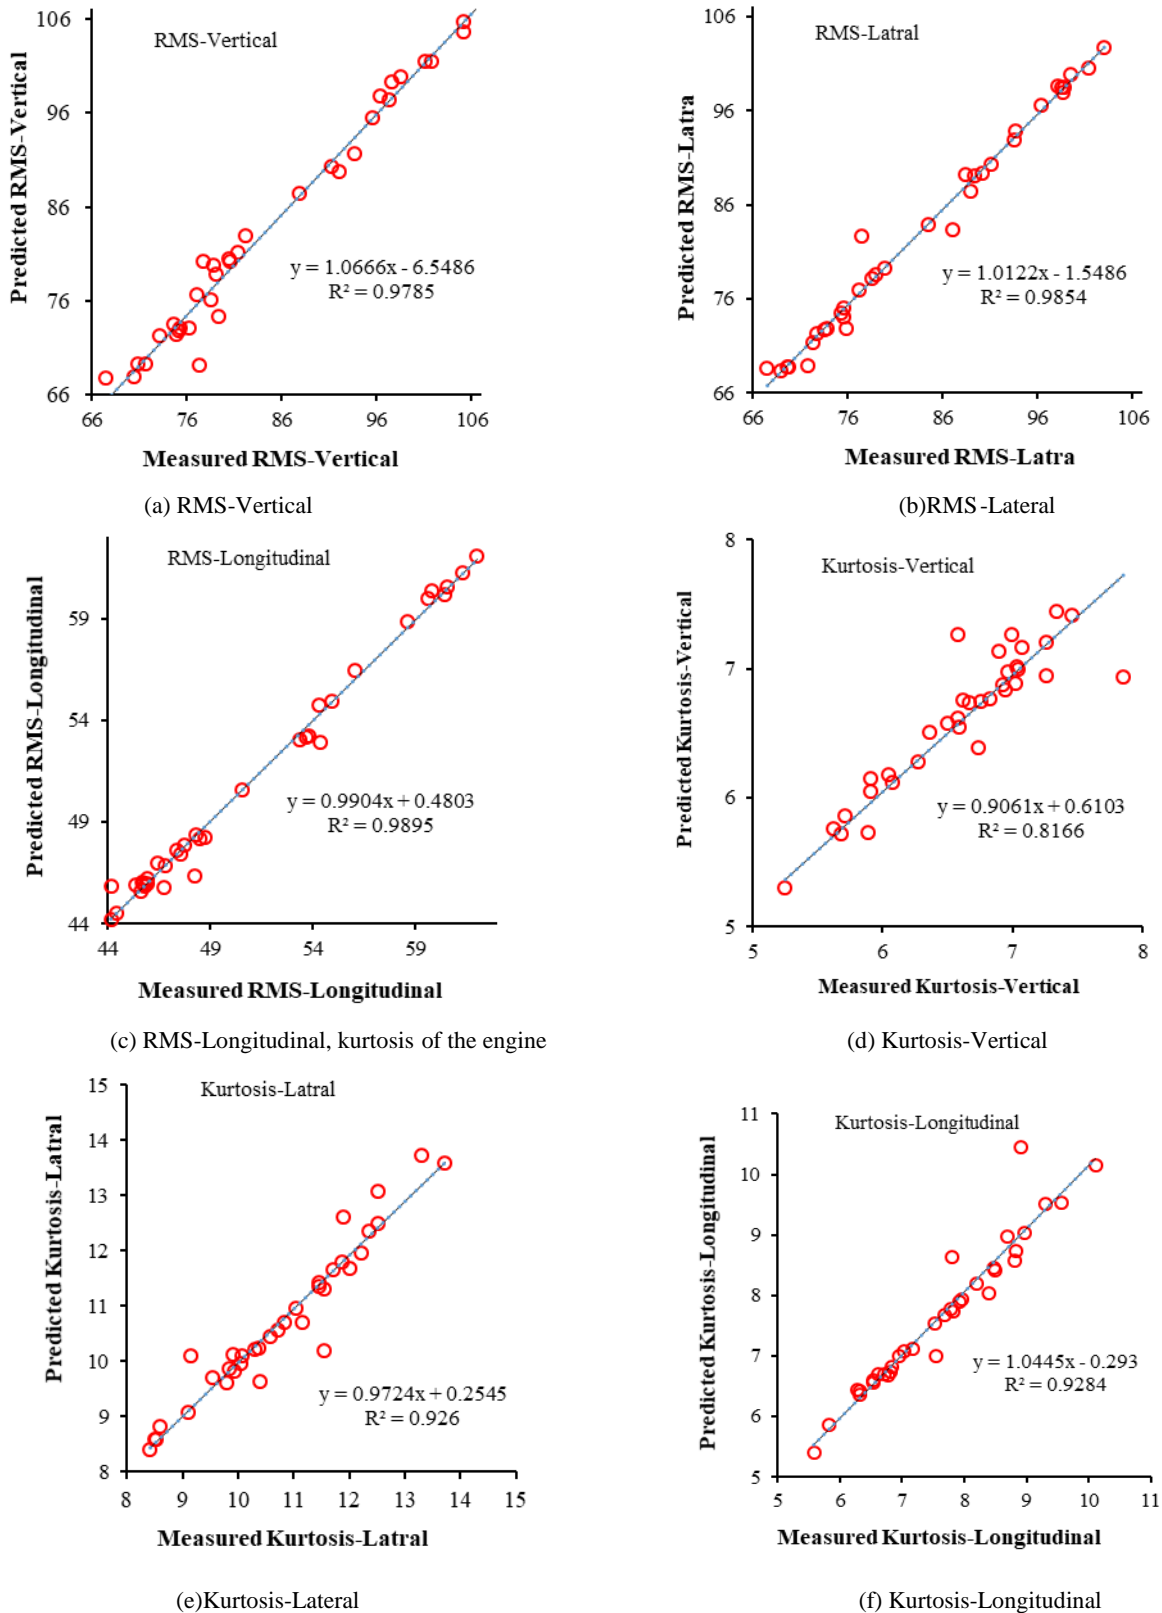 RMS-Vertical
Predicted RMS-Vertical
106
96
86
76
66
y = 1.0666x - 6.5486
R² = 0.9785
66 76 86 96 106
Measured RMS-Vertical
(a) RMS-Vertical
RMS-Latral
Predicted RMS-Latra
106
96
86
76
66
y = 1.0122x - 1.5486
R² = 0.9854
66 76 86 96 106
Measured RMS-Latra
(b)RMS-Lateral
RMS-Longitudinal
Predicted RMS-Longitudinal
59
54
49
44
y = 0.9904x + 0.4803
R² = 0.9895
44 49 54 59
Measured RMS-Longitudinal
(c) RMS-Longitudinal, kurtosis of the engine
Kurtosis-Vertical
Predicted Kurtosis-Vertical
8
7
6
5
y = 0.9061x + 0.6103
R² = 0.8166
5 6 7 8
Measured Kurtosis-Vertical
(d) Kurtosis-Vertical
Kurtosis-Latral
Predicted Kurtosis-Latral
15
14
13
12
11
10
9
8
y = 0.9724x + 0.2545
R² = 0.926
8 9 10 11 12 13 14 15
Measured Kurtosis-Latral
(e)Kurtosis-Lateral
Kurtosis-Longitudinal
Predicted Kurtosis-Longitudinal
11
10
9
8
7
6
5
y = 1.0445x - 0.293
R² = 0.9284
5 6 7 8 9 10 11
Measured Kurtosis-Longitudinal
(f) Kurtosis-Longitudinal